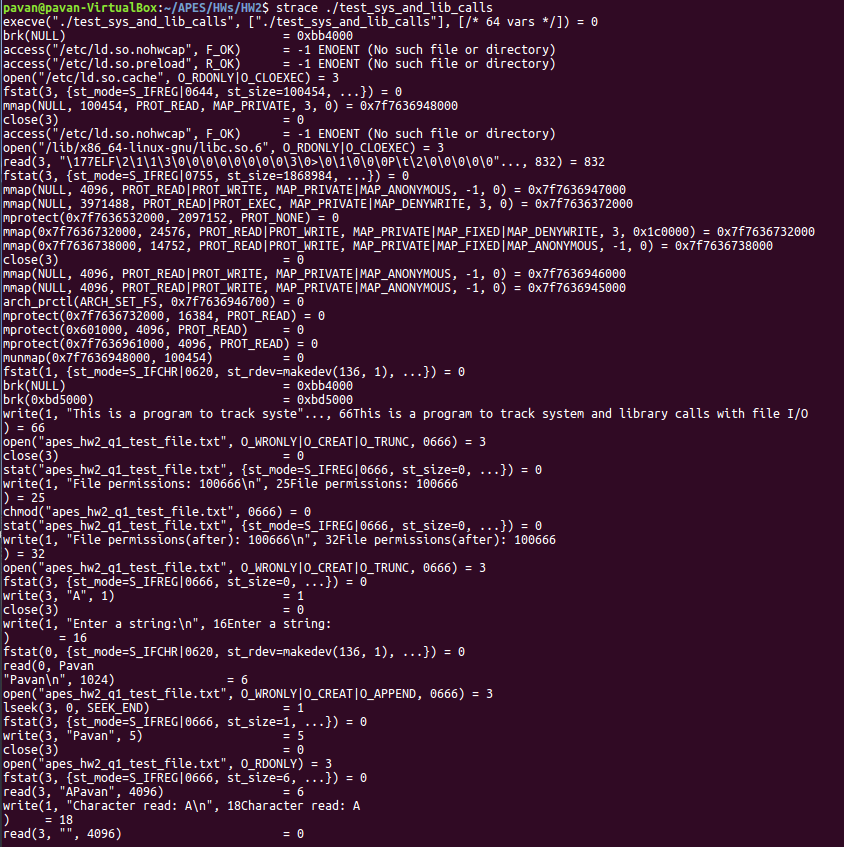 pavan@pavan-VirtualBox:~/APES/HWs/HW2$ strace ./test_sys_and_lib_calls
execve("./test_sys_and_lib_calls", ["./test_sys_and_lib_calls"], [/* 64 vars */]) = 0
brk(NULL)                               = 0xbb4000
access("/etc/ld.so.nohwcap", F_OK)      = -1 ENOENT (No such file or directory)
access("/etc/ld.so.preload", R_OK)      = -1 ENOENT (No such file or directory)
open("/etc/ld.so.cache", O_RDONLY|O_CLOEXEC) = 3
fstat(3, {st_mode=S_IFREG|0644, st_size=100454, ...}) = 0
mmap(NULL, 100454, PROT_READ, MAP_PRIVATE, 3, 0) = 0x7f7636948000
close(3)                                = 0
access("/etc/ld.so.nohwcap", F_OK)      = -1 ENOENT (No such file or directory)
open("/lib/x86_64-linux-gnu/libc.so.6", O_RDONLY|O_CLOEXEC) = 3
read(3, "\177ELF\2\1\1\3\0\0\0\0\0\0\0\0\3\0>\0\1\0\0\0P\t\2\0\0\0\0\0"..., 832) = 832
fstat(3, {st_mode=S_IFREG|0755, st_size=1868984, ...}) = 0
mmap(NULL, 4096, PROT_READ|PROT_WRITE, MAP_PRIVATE|MAP_ANONYMOUS, -1, 0) = 0x7f7636947000
mmap(NULL, 3971488, PROT_READ|PROT_EXEC, MAP_PRIVATE|MAP_DENYWRITE, 3, 0) = 0x7f7636372000
mprotect(0x7f7636532000, 2097152, PROT_NONE) = 0
mmap(0x7f7636732000, 24576, PROT_READ|PROT_WRITE, MAP_PRIVATE|MAP_FIXED|MAP_DENYWRITE, 3, 0x1c0000) = 0x7f7636732000
mmap(0x7f7636738000, 14752, PROT_READ|PROT_WRITE, MAP_PRIVATE|MAP_FIXED|MAP_ANONYMOUS, -1, 0) = 0x7f7636738000
close(3)                                = 0
mmap(NULL, 4096, PROT_READ|PROT_WRITE, MAP_PRIVATE|MAP_ANONYMOUS, -1, 0) = 0x7f7636946000
mmap(NULL, 4096, PROT_READ|PROT_WRITE, MAP_PRIVATE|MAP_ANONYMOUS, -1, 0) = 0x7f7636945000
arch_prctl(ARCH_SET_FS, 0x7f7636946700) = 0
mprotect(0x7f7636732000, 16384, PROT_READ) = 0
mprotect(0x601000, 4096, PROT_READ)     = 0
mprotect(0x7f7636961000, 4096, PROT_READ) = 0
munmap(0x7f7636948000, 100454)          = 0
fstat(1, {st_mode=S_IFCHR|0620, st_rdev=makedev(136, 1), ...}) = 0
brk(NULL)                               = 0xbb4000
brk(0xbd5000)                           = 0xbd5000
write(1, "This is a program to track syste"..., 66This is a program to track system and library calls with file I/O
) = 66
open("apes_hw2_q1_test_file.txt", O_WRONLY|O_CREAT|O_TRUNC, 0666) = 3
close(3)                                = 0
stat("apes_hw2_q1_test_file.txt", {st_mode=S_IFREG|0666, st_size=0, ...}) = 0
write(1, "File permissions: 100666\n", 25File permissions: 100666
) = 25
chmod("apes_hw2_q1_test_file.txt", 0666) = 0
stat("apes_hw2_q1_test_file.txt", {st_mode=S_IFREG|0666, st_size=0, ...}) = 0
write(1, "File permissions(after): 100666\n", 32File permissions(after): 100666
) = 32
open("apes_hw2_q1_test_file.txt", O_WRONLY|O_CREAT|O_TRUNC, 0666) = 3
fstat(3, {st_mode=S_IFREG|0666, st_size=0, ...}) = 0
write(3, "A", 1)                        = 1
close(3)                                = 0
write(1, "Enter a string:\n", 16Enter a string:
)       = 16
fstat(0, {st_mode=S_IFCHR|0620, st_rdev=makedev(136, 1), ...}) = 0
read(0, Pavan
"Pavan\n", 1024)                = 6
open("apes_hw2_q1_test_file.txt", O_WRONLY|O_CREAT|O_APPEND, 0666) = 3
lseek(3, 0, SEEK_END)                   = 1
fstat(3, {st_mode=S_IFREG|0666, st_size=1, ...}) = 0
write(3, "Pavan", 5)                    = 5
close(3)                                = 0
open("apes_hw2_q1_test_file.txt", O_RDONLY) = 3
fstat(3, {st_mode=S_IFREG|0666, st_size=6, ...}) = 0
read(3, "APavan", 4096)                 = 6
write(1, "Character read: A\n", 18Character read: A
)     = 18
read(3, "", 4096)                       = 0